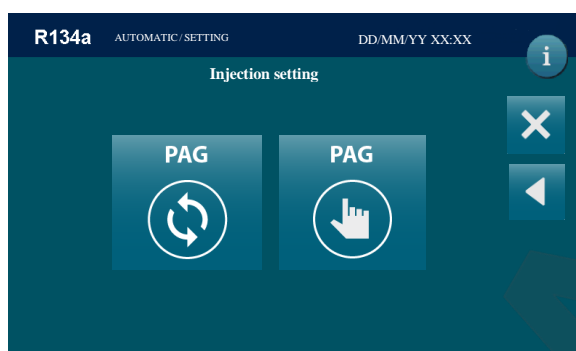 R134a AUTOMATIC/SETTING DD/MM/YY XX:XX
i
Injection setting
PAG PAG